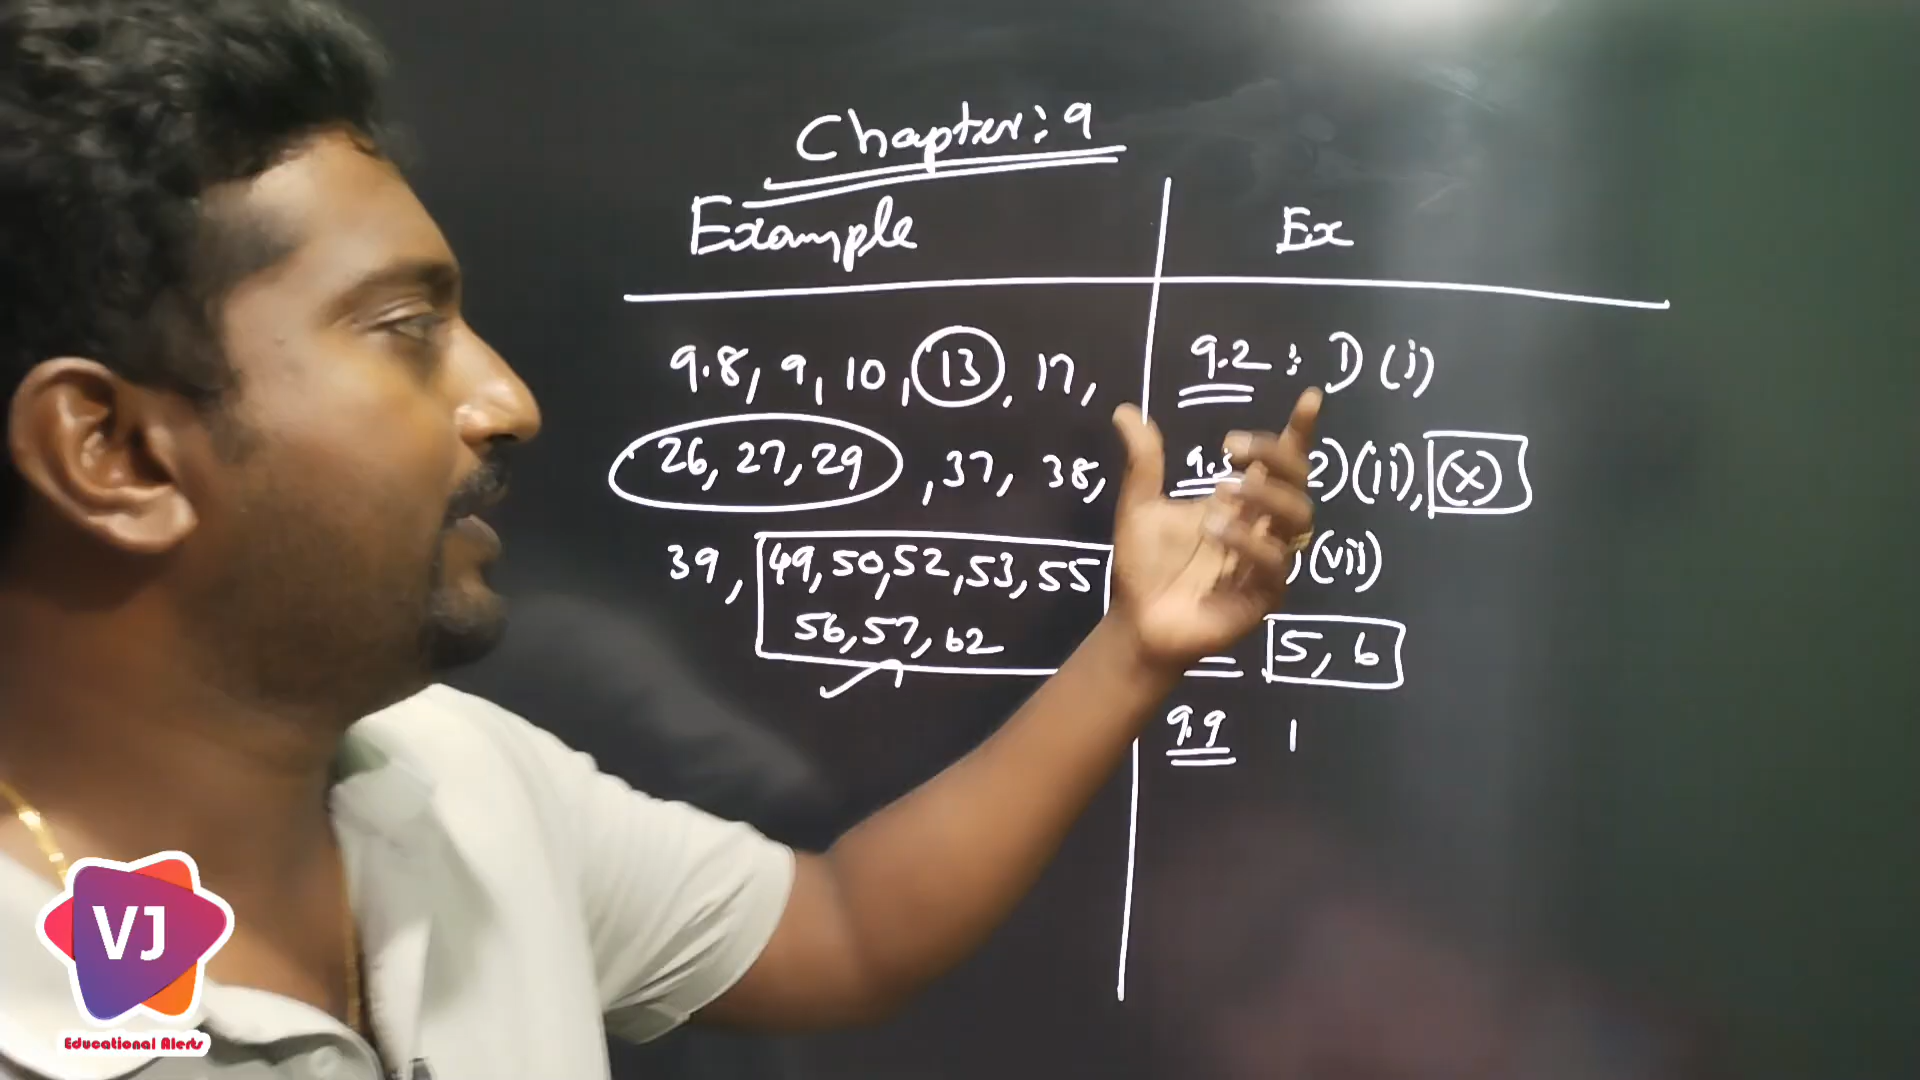 Chapter: 9
Example
Ex
9.8, 9, 10, 13, 17,
26, 27, 29, 37, 38,
39, 49, 50, 52, 53, 55
56, 57, 62
9.2 : 1) (i)
9.3 2) (ii), (x)
) (vii)
5, 6
9.9 1
VJ
Educational Alerts